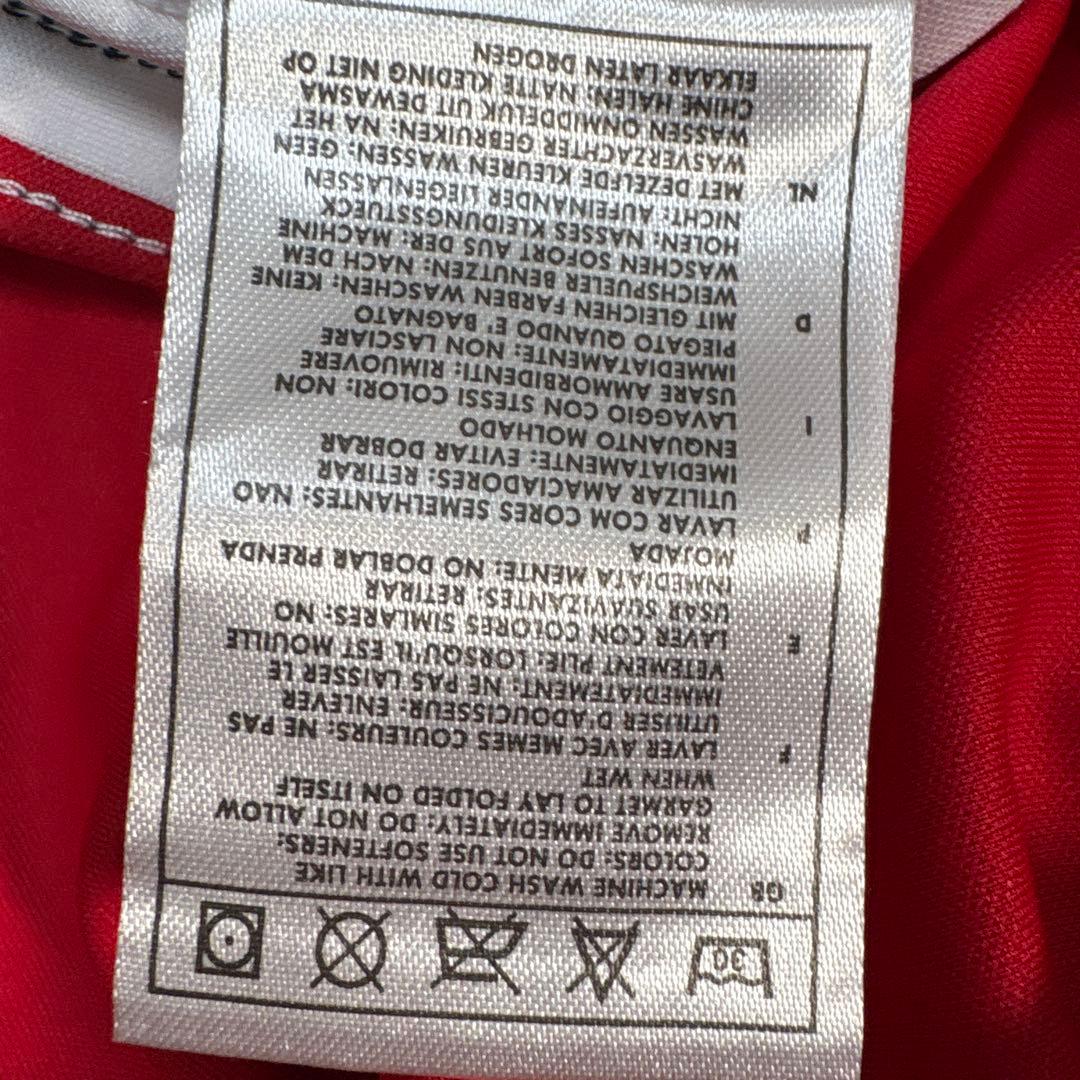 30
GB MACHINE WASH COLD WITH LIKE
COLORS: DO NOT USE SOFTENERS:
REMOVE IMMEDIATELY: DO NOT ALLOW
GARMET TO LAY FOLDED ON ITSELF
WHEN WET
F LAVER AVEC MEMES COULEURS: NE PAS
UTILISER D'ADOUCISSEUR: ENLEVER
IMMEDIATEMENT: NE PAS LAISSER LE
VETEMENT PLIE: LORSQU'IL EST MOUILLE
E LAVER CON COLORES SIMLARES: NO
USAR SUAVIZANTES: RETIRAR
INMEDIATA MENTE: NO DOBLAR PRENDA
MOJADA
P LAVAR COM CORES SEMELHANTES: NAO
UTILIZAR AMACIADORES: RETIRAR
IMEDIATAMENTE: EVITAR DOBRAR
ENQUANTO MOLHADO
I LAVAGGIO CON STESSI COLORI: NON
USARE AMMORBIDENTI: RIMUOVERE
IMMEDIATAMENTE: NON LASCIARE
PIEGATO QUANDO E' BAGNATO
D MIT GLEICHEN FARBEN WASCHEN: KEINE
WEICHSPUELER BENUTZEN: NACH DEM
WASCHEN SOFORT AUS DER: MACHINE
HOLEN: NASSES KLEIDUNGSSTUECK
NICHT: AUFEINANDER LIEGENLASSEN
NL MET DEZELFDE KLEUREN WASSEN: GEEN
WASVERZACHTER GEBRUIKEN: NA HET
WASSEN ONMIDDELIJK UIT DEWASMA
CHINE HALEN: NATTE KLEDING NIET OP
ELKAAR LATEN DROGEN